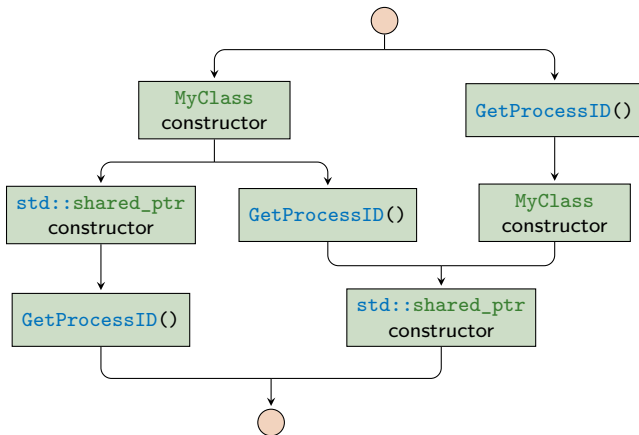 MyClass
constructor
GetProcessID()
std::shared_ptr
constructor
GetProcessID()
MyClass
constructor
GetProcessID()
std::shared_ptr
constructor